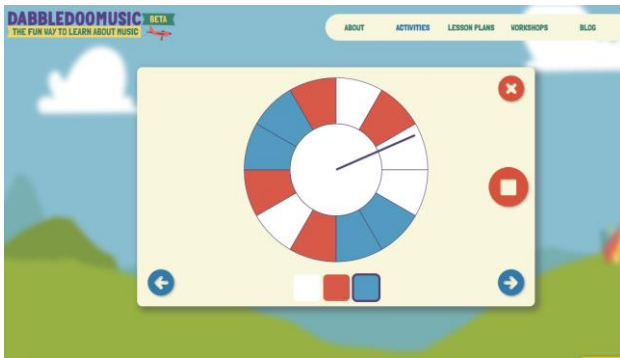 DABBLEDOOMUSIC BETA
THE FUN WAY TO LEARN ABOUT MUSIC
ABOUT ACTIVITIES LESSON PLANS WORKSHOPS BLOG